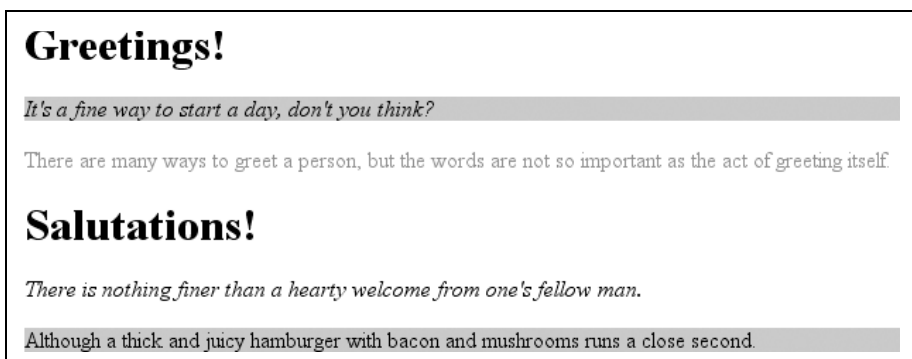 Greetings!
It's a fine way to start a day, don't you think?
There are many ways to greet a person, but the words are not so important as the act of greeting itself.
Salutations!
There is nothing finer than a hearty welcome from one's fellow man.
Although a thick and juicy hamburger with bacon and mushrooms runs a close second.